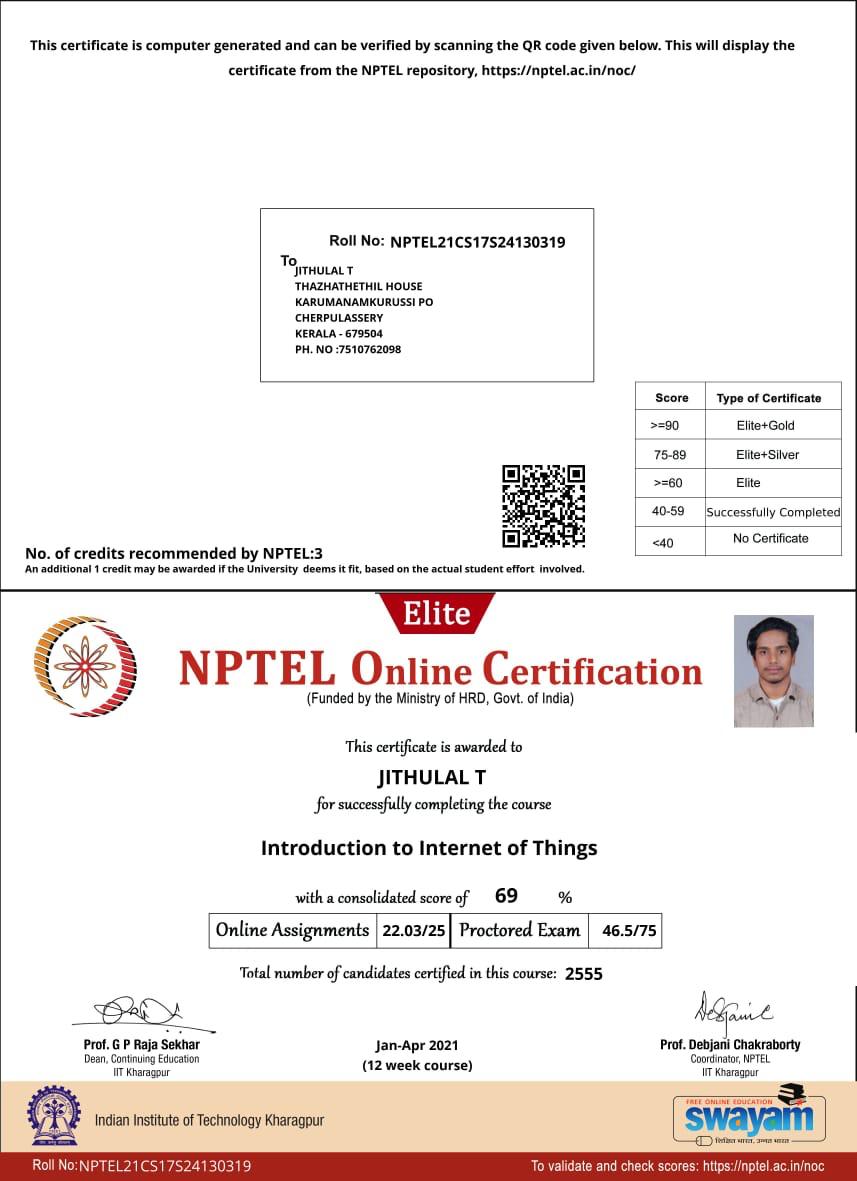 This certificate is computer generated and can be verified by scanning the QR code given below. This will display the
certificate from the NPTEL repository, https://nptel.ac.in/noc/
Roll No: NPTEL21CS17S24130319
To
JITHULAL T
THAZHATHETHIL HOUSE
KARUMANAMKURUSSI PO
CHERPULASSERY
KERALA - 679504
PH. NO :7510762098
Score Type of Certificate
>=90 Elite+Gold
75-89 Elite+Silver
>=60 Elite
40-59 Successfully Completed
<40 No Certificate
No. of credits recommended by NPTEL:3
An additional 1 credit may be awarded if the University deems it fit, based on the actual student effort involved.
Elite
NPTEL Online Certification
(Funded by the Ministry of HRD, Govt. of India)
This certificate is awarded to
JITHULAL T
for successfully completing the course
Introduction to Internet of Things
with a consolidated score of 69 %
Online Assignments 22.03/25 Proctored Exam 46.5/75
Total number of candidates certified in this course: 2555
Prof. G P Raja Sekhar
Dean, Continuing Education
IIT Kharagpur
Jan-Apr 2021
(12 week course)
Prof. Debjani Chakraborty
Coordinator, NPTEL
IIT Kharagpur
Indian Institute of Technology Kharagpur
FREE ONLINE EDUCATION
swayam
शिक्षित भारत, उन्नत भारत
Roll No:NPTEL21CS17S24130319
To validate and check scores: https://nptel.ac.in/noc